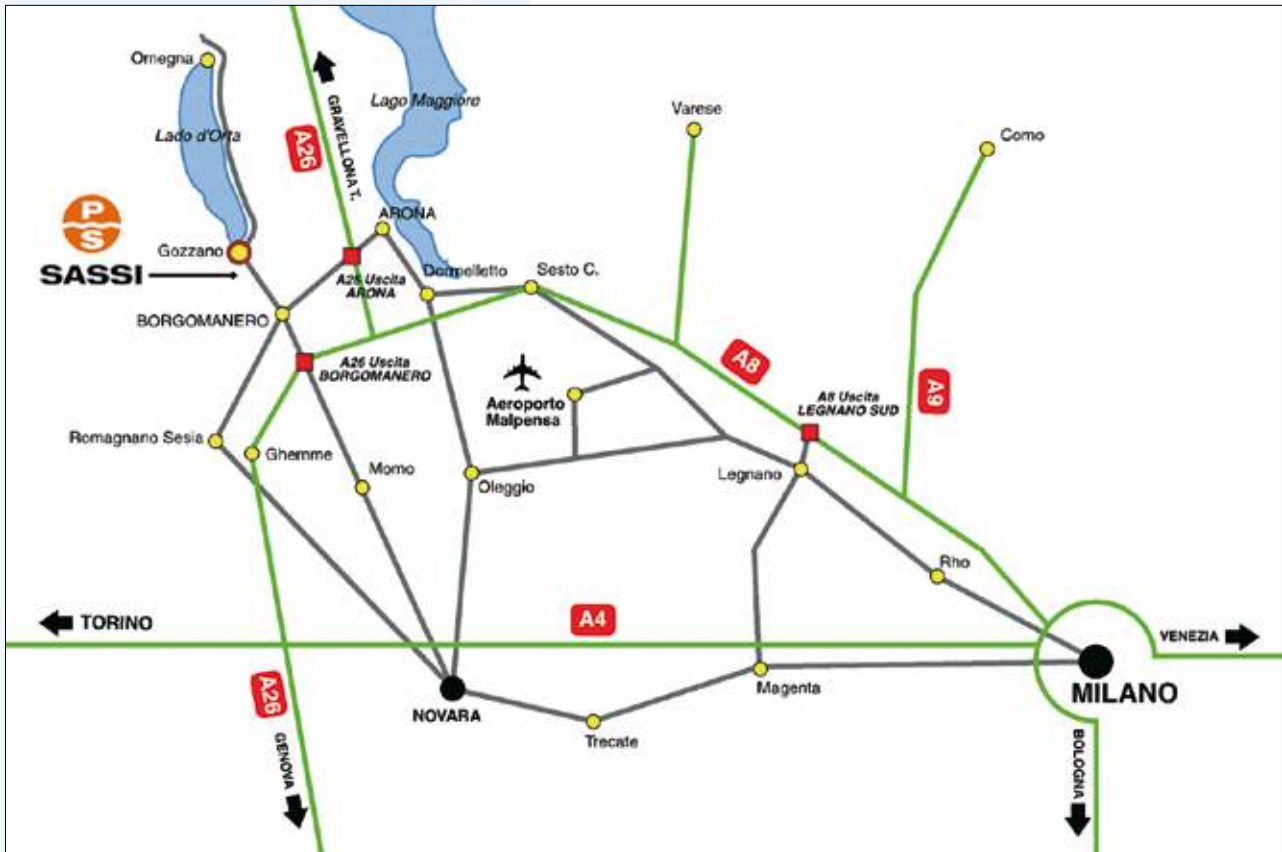 Omegna
Lado d'Orta
GRAVELLONA T.
A26
Lago Maggiore
Varese
Como
P
S
SASSI
Gozzano
ARONA
A26 Uscita
ARONA
Dormelletto
Sesto C.
BORGOMANERO
A26 Uscita
BORGOMANERO
Aeroporto
Malpensa
A8
A8 Uscita
LEGNANO SUD
A9
Romagnano Sesia
Ghemme
Momo
Oleggio
Legnano
Rho
TORINO
A4
VENEZIA
A26
GENOVA
NOVARA
Trecate
Magenta
MILANO
BOLOGNA